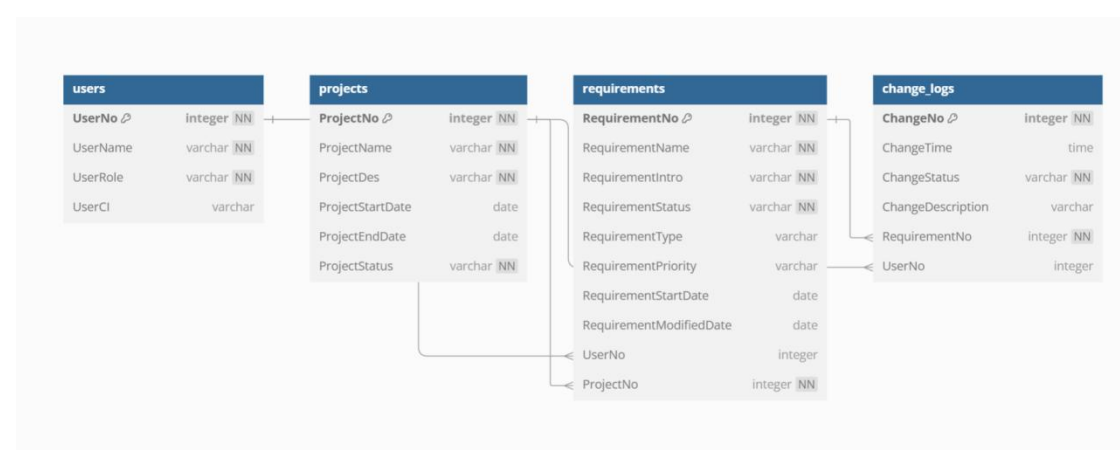 users
UserNo integer NN
UserName varchar NN
UserRole varchar NN
UserCI varchar
projects
ProjectNo integer NN
ProjectName varchar NN
ProjectDes varchar NN
ProjectStartDate date
ProjectEndDate date
ProjectStatus varchar NN
requirements
RequirementNo integer NN
RequirementName varchar NN
RequirementIntro varchar NN
RequirementStatus varchar NN
RequirementType varchar
RequirementPriority varchar
RequirementStartDate date
RequirementModifiedDate date
UserNo integer
ProjectNo integer NN
change_logs
ChangeNo integer NN
ChangeTime time
ChangeStatus varchar NN
ChangeDescription varchar
RequirementNo integer NN
UserNo integer